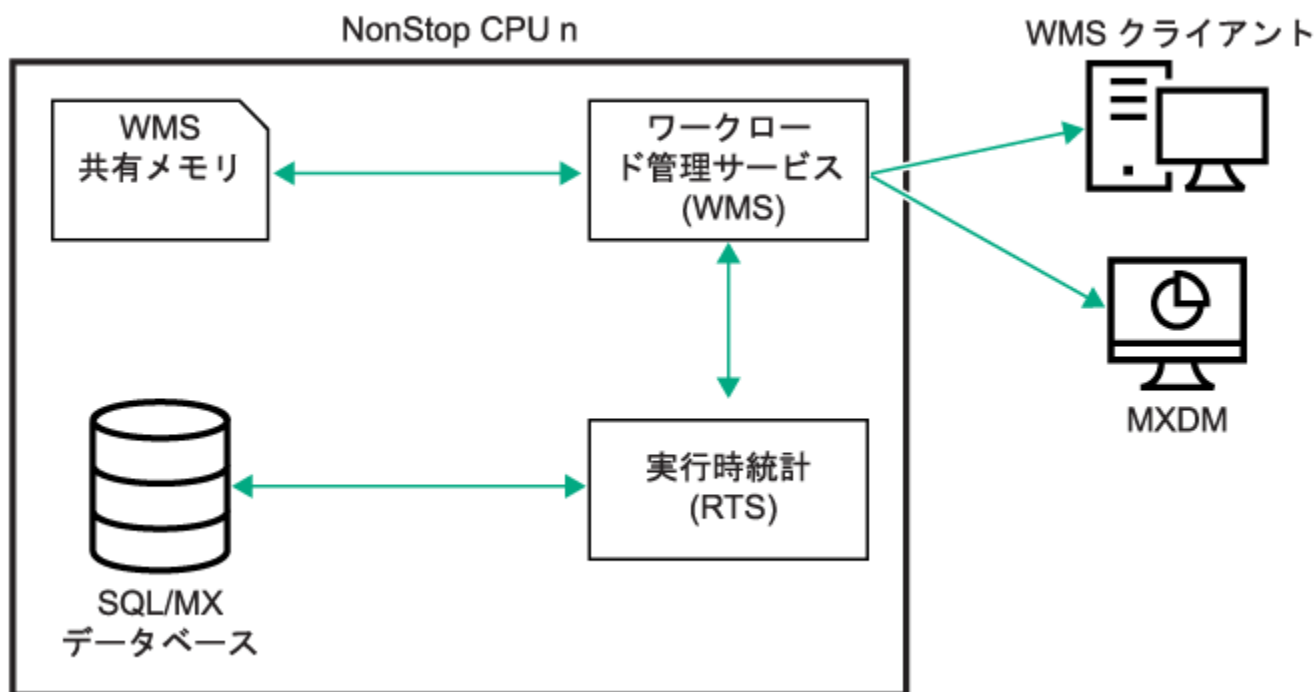 NonStop CPU n
WMS クライアント
WMS
共有メモリ
ワークロー
ド管理サービス
(WMS)
MXDM
実行時統計
(RTS)
SQL/MX
データベース